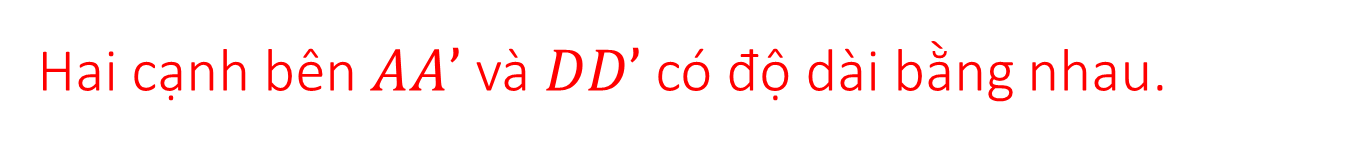 Hai cạnh bên AA’ và DD’ có độ dài bằng nhau.